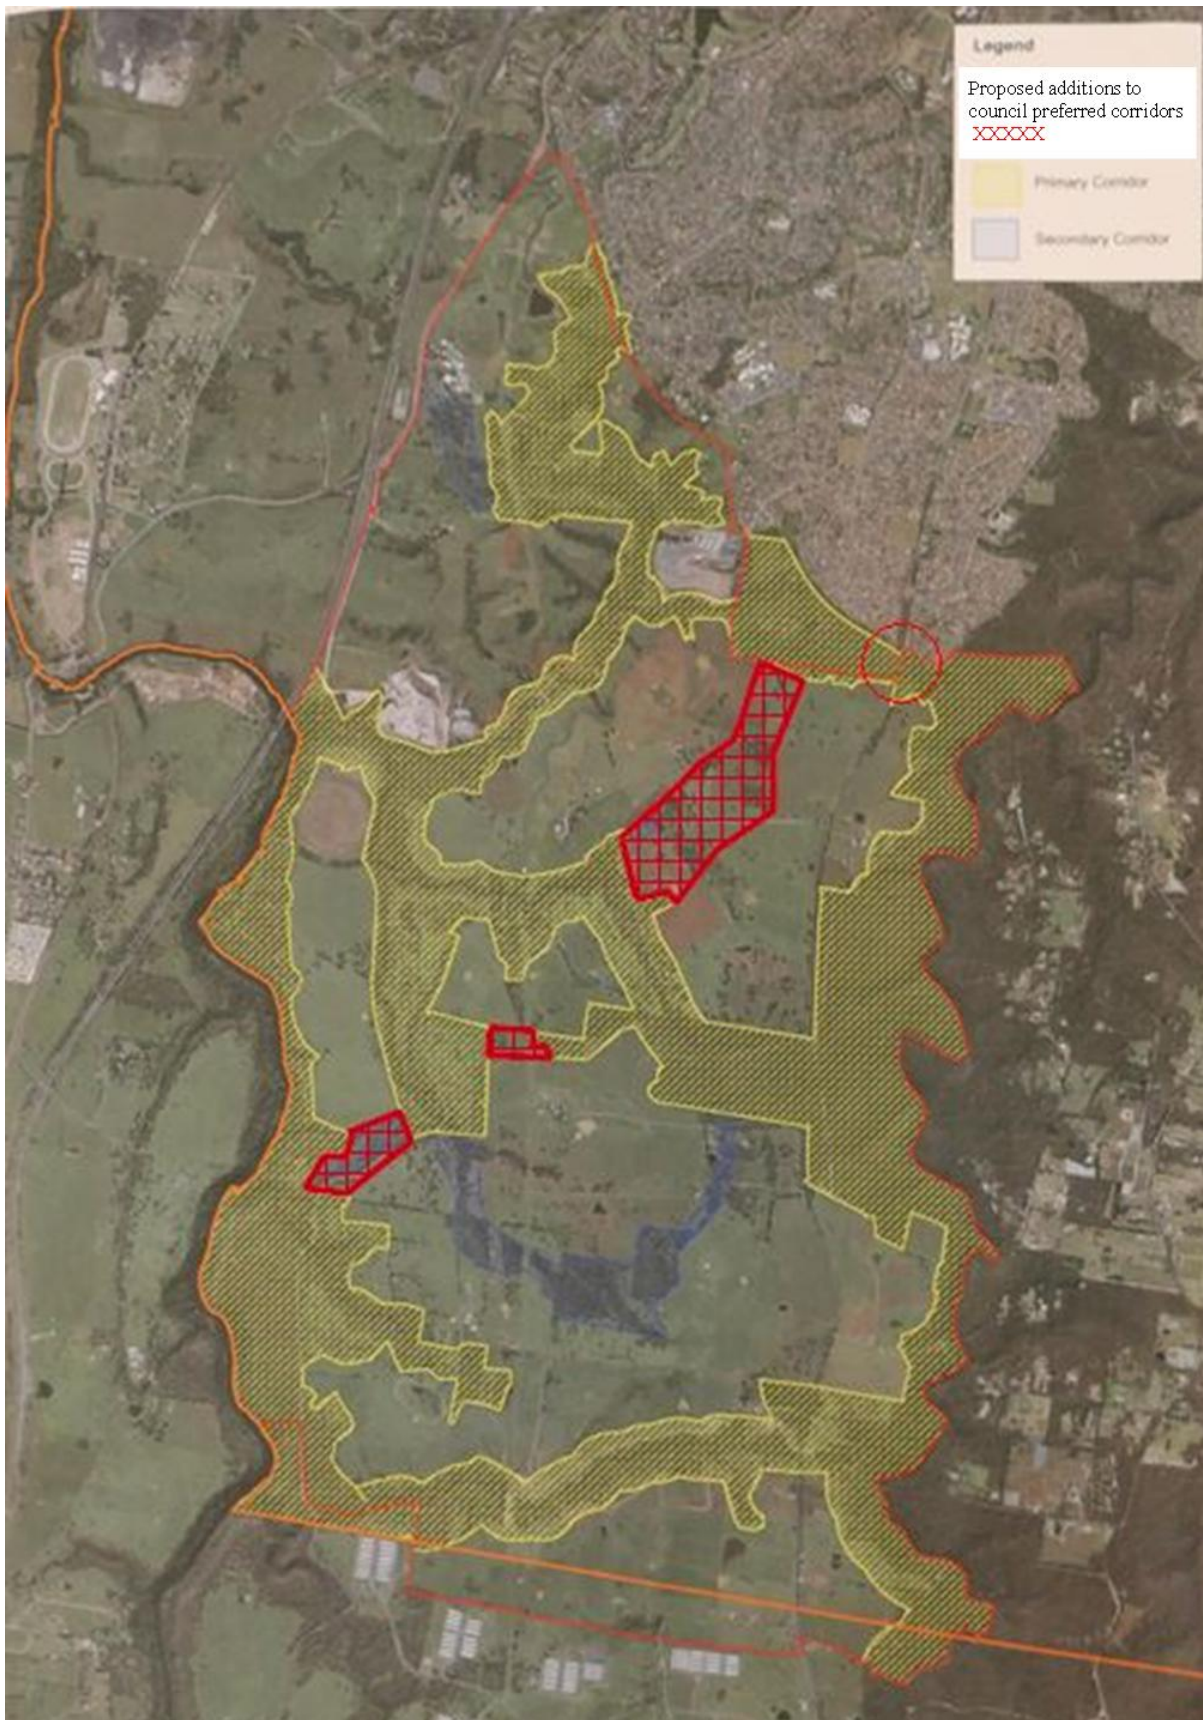 Legend
Proposed additions to
council preferred corridors
XXXXX
Primary Corridor
Secondary Corridor